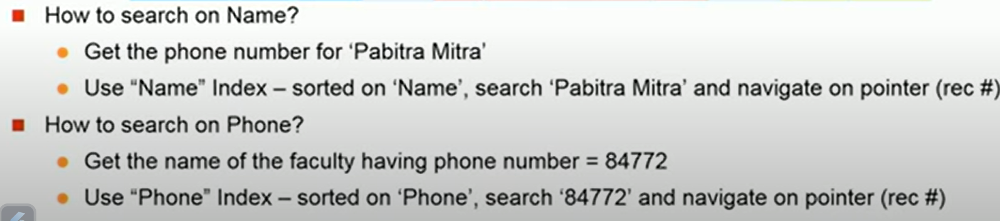 How to search on Name?
Get the phone number for ‘Pabitra Mitra’
Use “Name” Index – sorted on ‘Name’, search ‘Pabitra Mitra’ and navigate on pointer (rec #)
How to search on Phone?
Get the name of the faculty having phone number = 84772
Use “Phone” Index – sorted on ‘Phone’, search ‘84772’ and navigate on pointer (rec #)